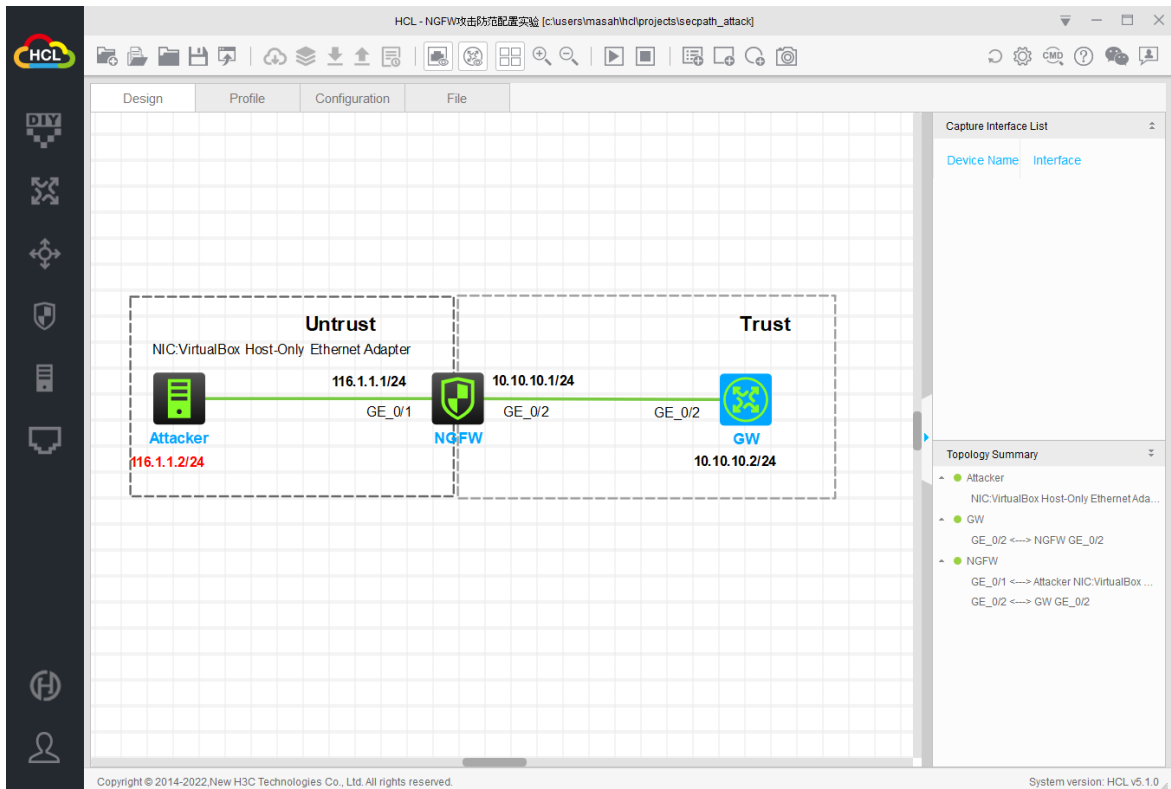 HCL - NGFW攻击防范配置实验 [c:\users\masah\hcl\projects\secpath_attack]
HCL
CMD
DIY
Design Profile Configuration File
Capture Interface List
Device Name Interface
Untrust Trust
NIC:VirtualBox Host-Only Ethernet Adapter
116.1.1.1/24 10.10.10.1/24
GE_0/1 GE_0/2 GE_0/2
Attacker NGFW GW
116.1.1.2/24 10.10.10.2/24
Topology Summary
Attacker
NIC:VirtualBox Host-Only Ethernet Ada...
GW
GE_0/2 <---> NGFW GE_0/2
NGFW
GE_0/1 <---> Attacker NIC:VirtualBox ...
GE_0/2 <---> GW GE_0/2
Copyright © 2014-2022,New H3C Technologies Co., Ltd. All rights reserved.
System version: HCL v5.1.0